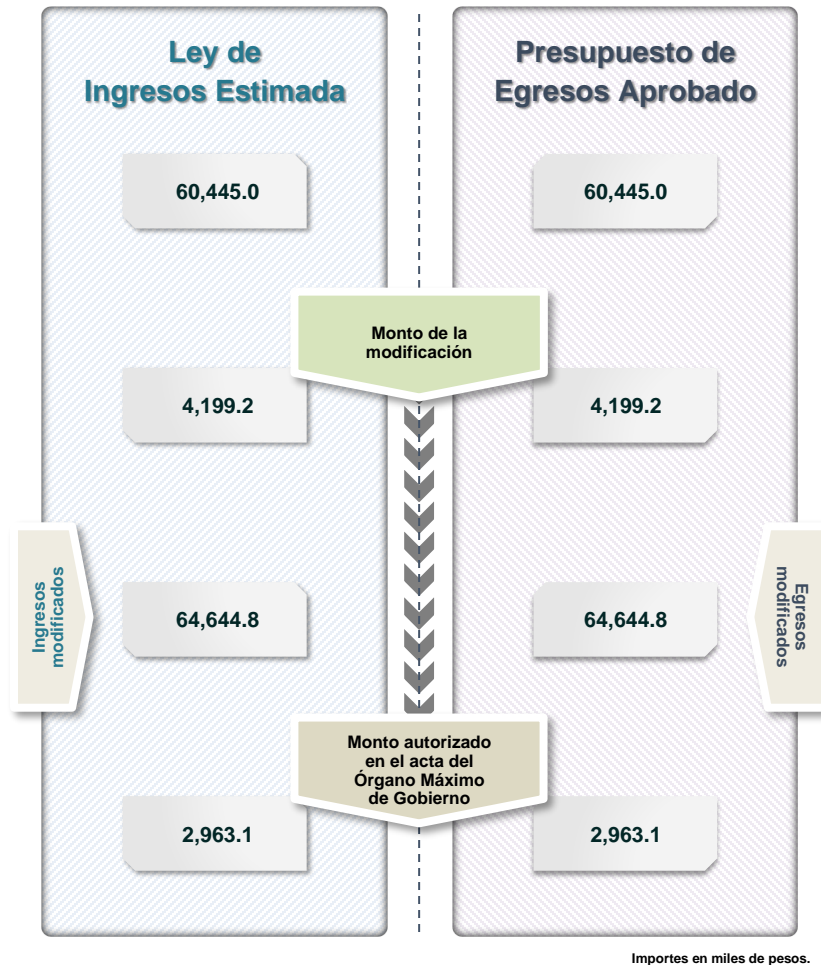 Ley de
Ingresos Estimada
Presupuesto de
Egresos Aprobado
60,445.0
60,445.0
Monto de la
modificación
4,199.2
4,199.2
Ingresos
modificados
64,644.8
64,644.8
Egresos
modificados
Monto autorizado
en el acta del
Órgano Máximo
de Gobierno
2,963.1
2,963.1
Importes en miles de pesos.